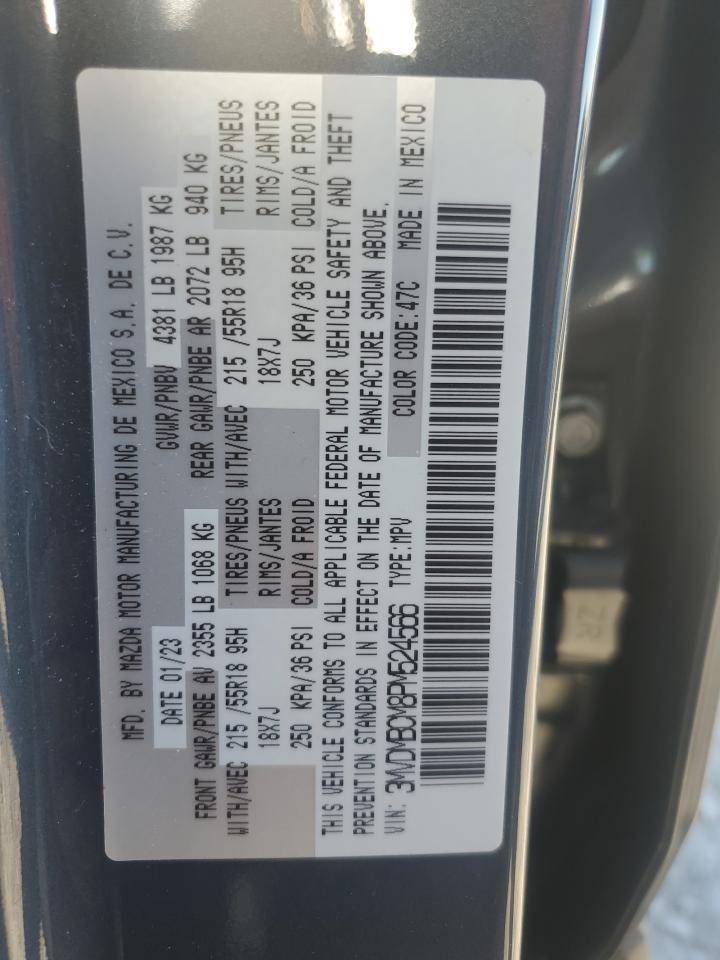 MFD. BY MAZDA MOTOR MANUFACTURING DE MEXICO S.A. DE C.V.
DATE 01/23 GVWR/PNBV 4381 LB 1987 KG
FRONT GAWR/PNBE AV 2355 LB 1068 KG REAR GAWR/PNBE AR 2072 LB 940 KG
WITH/AVEC 215 /55R18 95H TIRES/PNEUS WITH/AVEC 215 /55R18 95H TIRES/PNEUS
18X7J RIMS/JANTES 18X7J RIMS/JANTES
250 KPA/36 PSI COLD/A FROID 250 KPA/36 PSI COLD/A FROID
THIS VEHICLE CONFORMS TO ALL APPLICABLE FEDERAL MOTOR VEHICLE SAFETY AND THEFT
PREVENTION STANDARDS IN EFFECT ON THE DATE OF MANUFACTURE SHOWN ABOVE.
VIN: 3MVDMBCM8PM524566 TYPE:MPV COLOR CODE:47C MADE IN MEXICO